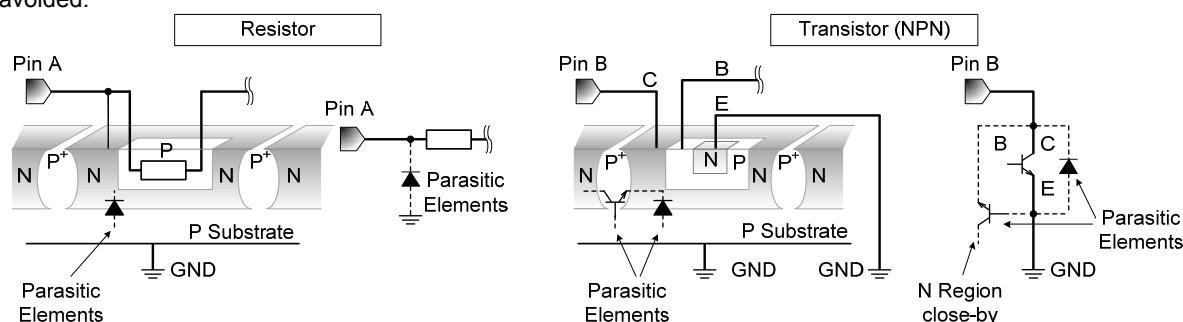 avoided.
Resistor
Transistor (NPN)
Pin A
Pin A
N
P+
N
P
N
P+
N
Parasitic
Elements
P Substrate
GND
Parasitic
Elements
Pin B
C
B
E
N
P+
N
P
N
P+
N
P Substrate
GND
GND
Parasitic
Elements
Pin B
B
C
E
Parasitic
Elements
GND
N Region
close-by